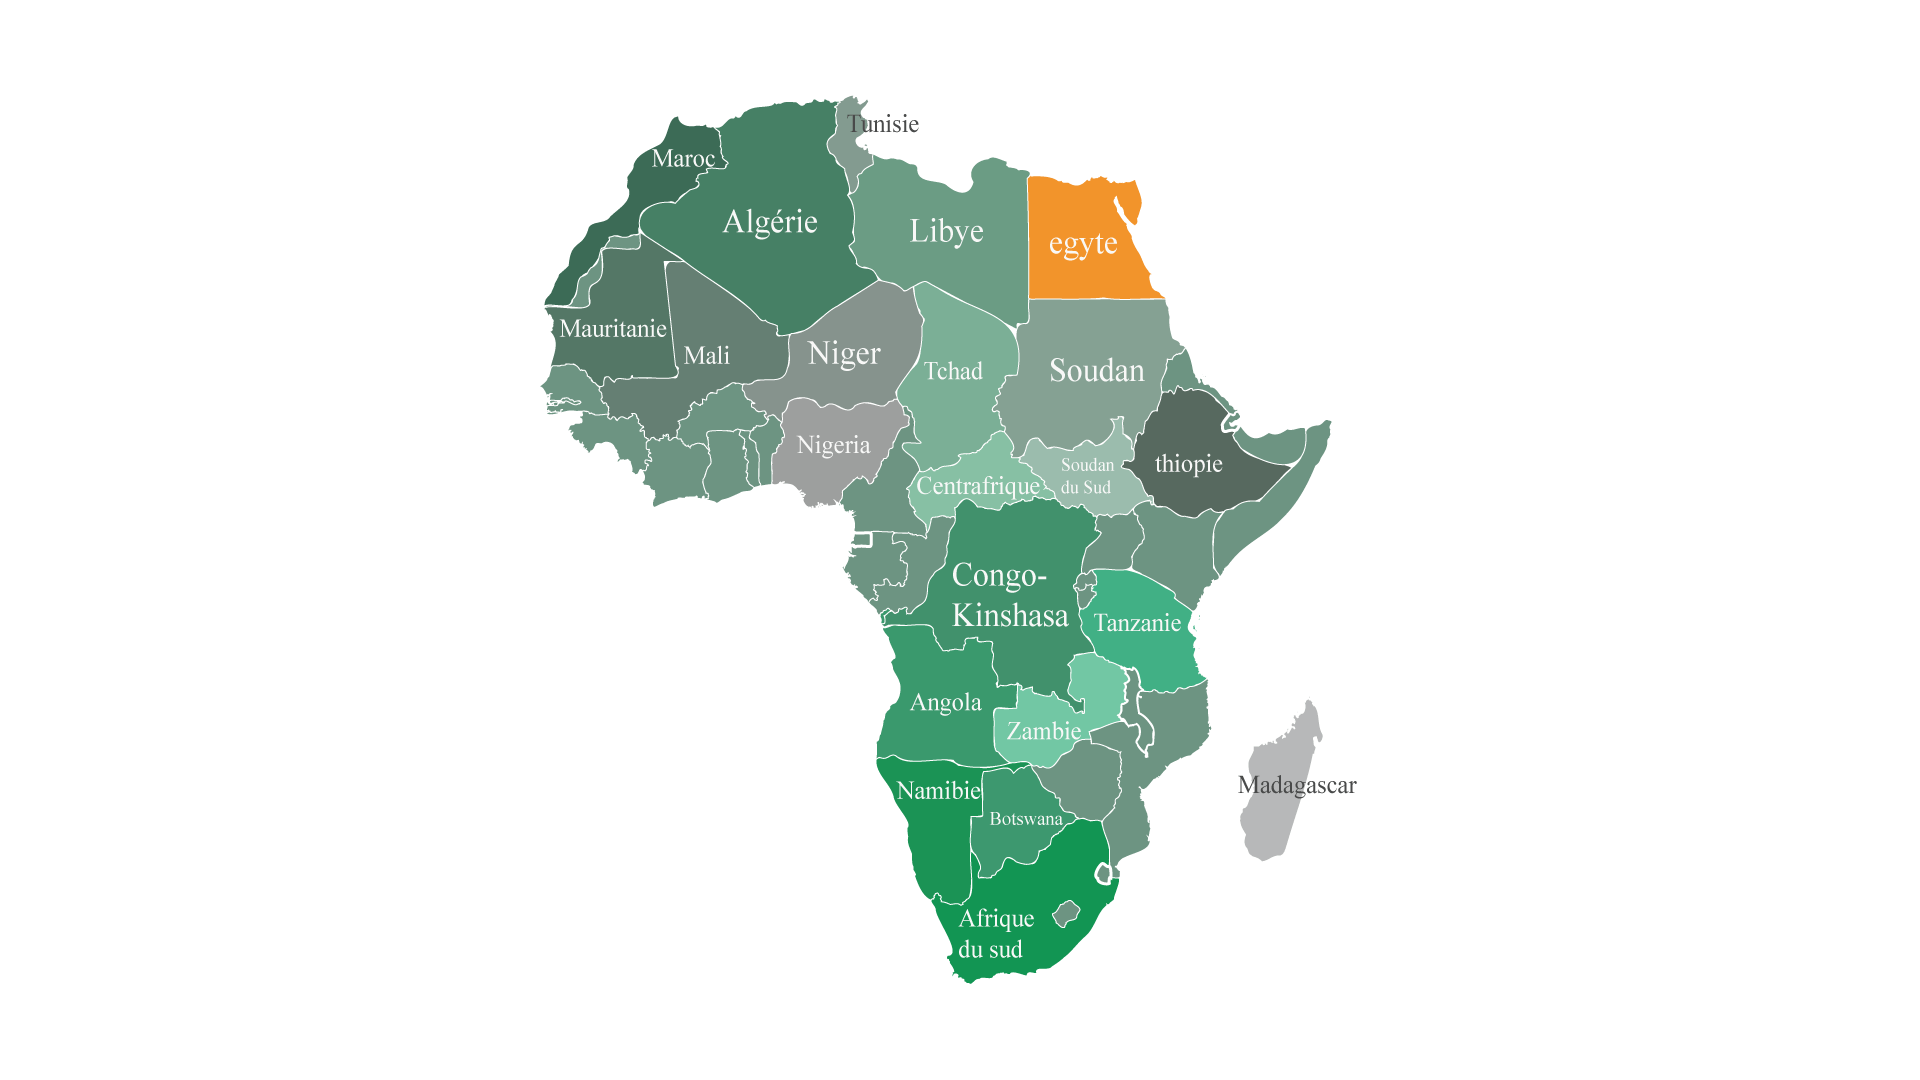 Tunisie
Maroc
Algérie
Libye
egyte
Mauritanie
Mali
Niger
Tchad
Soudan
Nigeria
Centrafrique
Soudan
du Sud
thiopie
Congo-
Kinshasa
Tanzanie
Angola
Zambie
Namibie
Botswana
Madagascar
Afrique
du sud